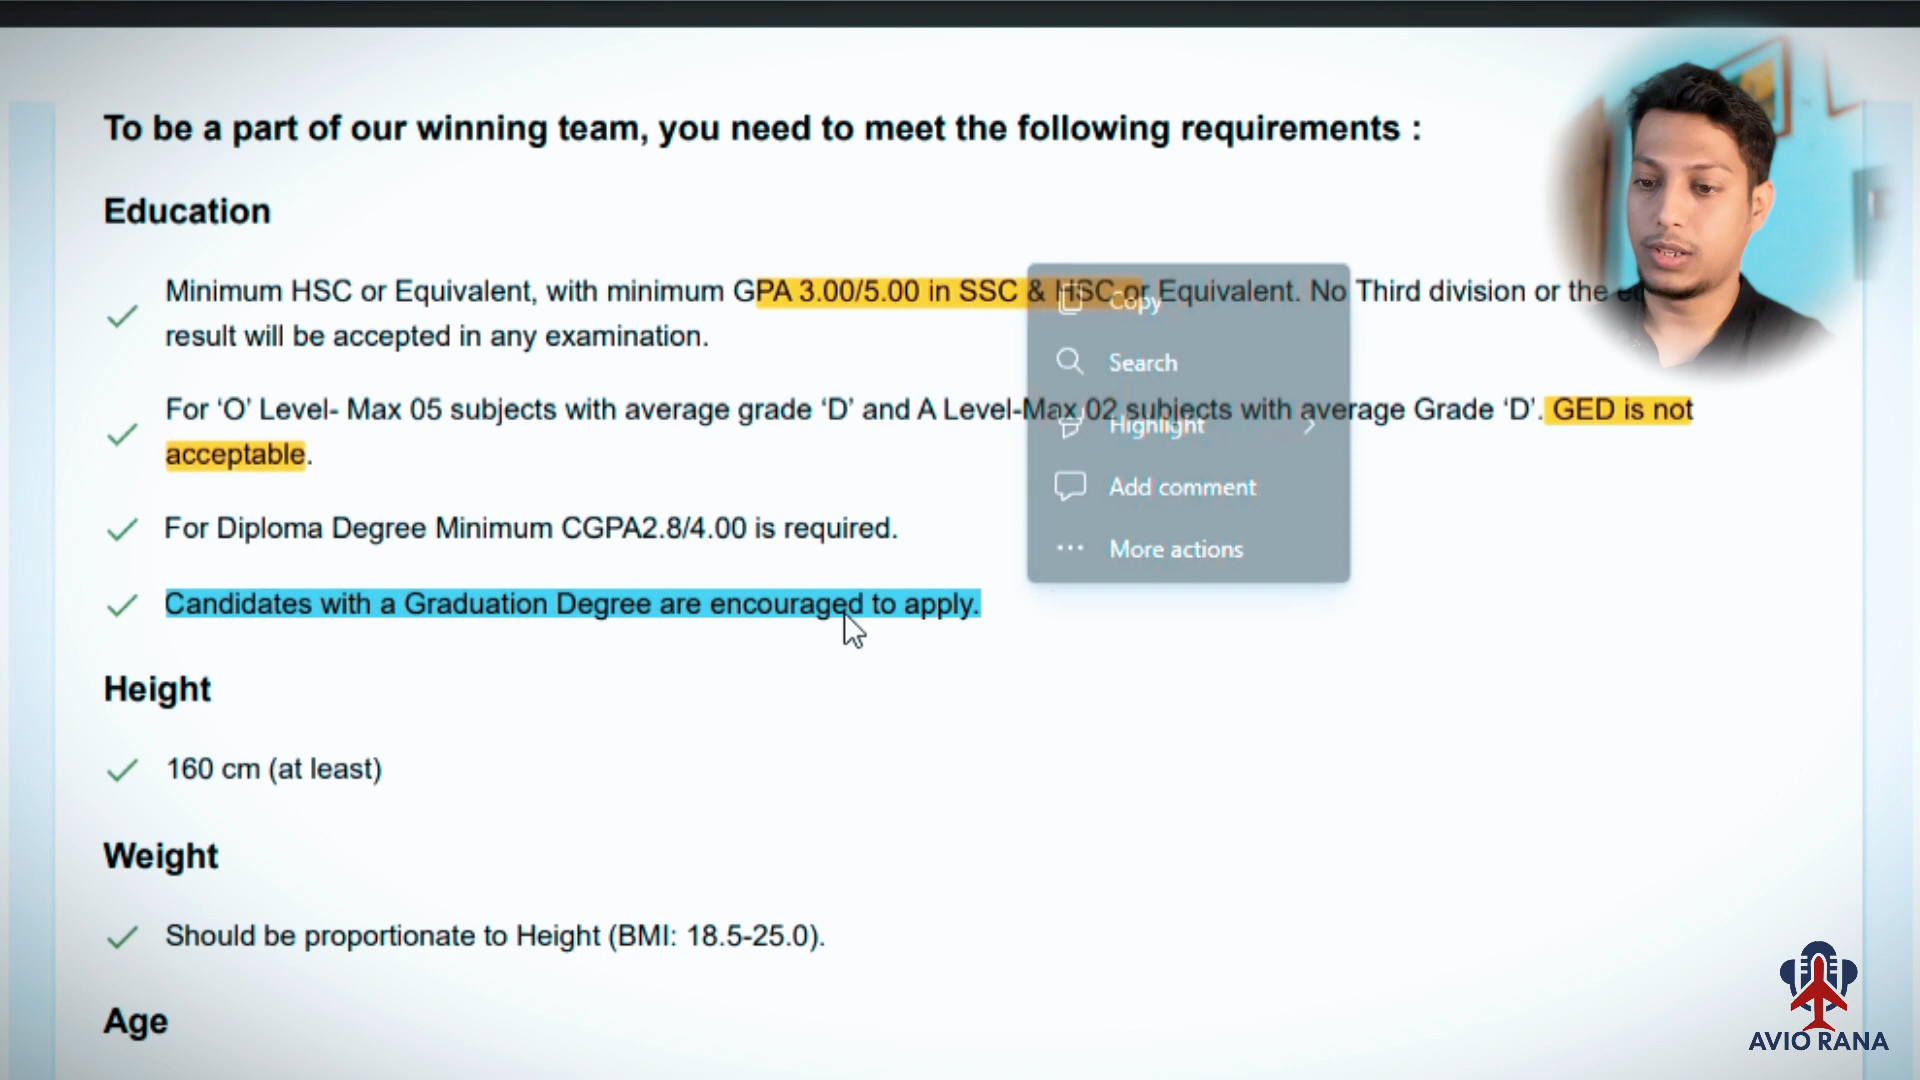 To be a part of our winning team, you need to meet the following requirements :
Education
Minimum HSC or Equivalent, with minimum GPA 3.00/5.00 in SSC & HSC or Equivalent. No Third division or the
result will be accepted in any examination.
For ‘O’ Level- Max 05 subjects with average grade ‘D’ and A Level-Max 02 subjects with average Grade ‘D’. GED is not
acceptable.
For Diploma Degree Minimum CGPA2.8/4.00 is required.
Candidates with a Graduation Degree are encouraged to apply.
Copy
Search
Highlight
Add comment
More actions
Height
160 cm (at least)
Weight
Should be proportionate to Height (BMI: 18.5-25.0).
Age
AVIO RANA